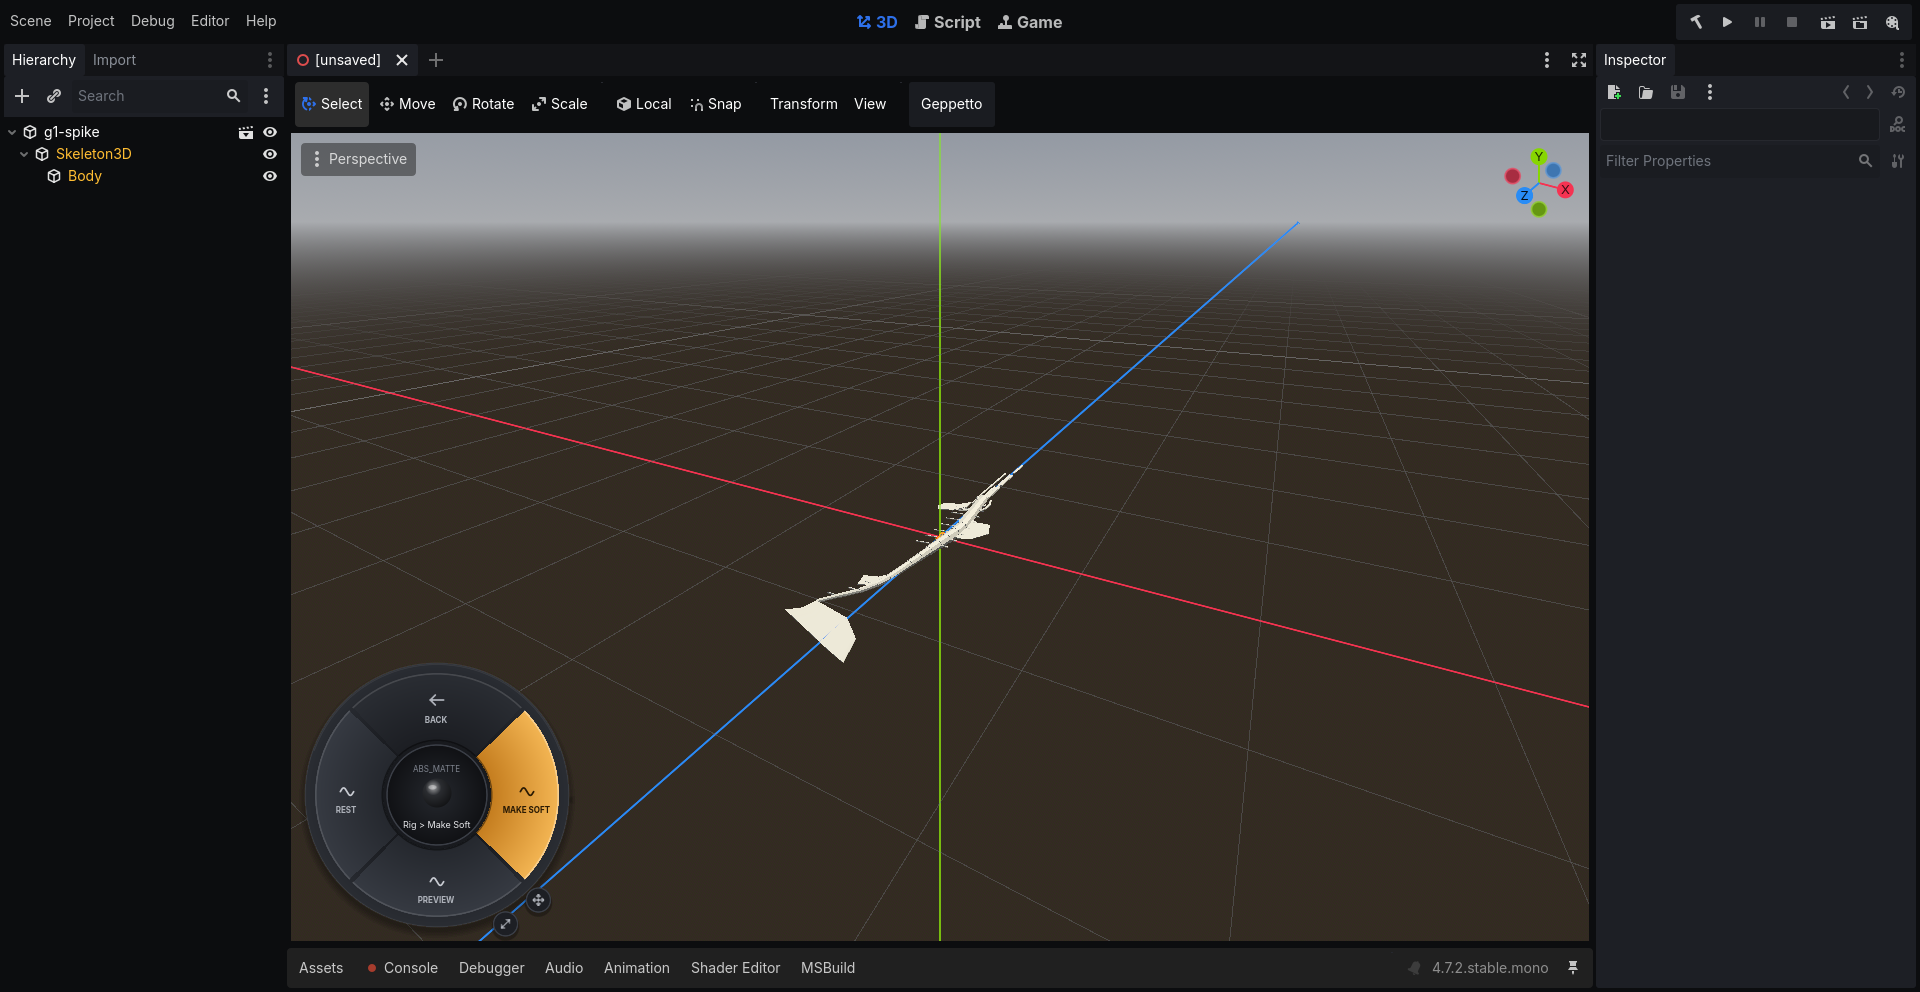 Scene Project Debug Editor Help
3D Script Game
Hierarchy Import
[unsaved]
Inspector
Search
Select Move Rotate Scale Local Snap Transform View Geppetto
g1-spike
Skeleton3D
Body
Perspective
Y
X
Z
DOC
Filter Properties
BACK
ABS_MATTE
REST
MAKE SOFT
Rig > Make Soft
PREVIEW
Assets Console Debugger Audio Animation Shader Editor MSBuild
4.7.2.stable.mono